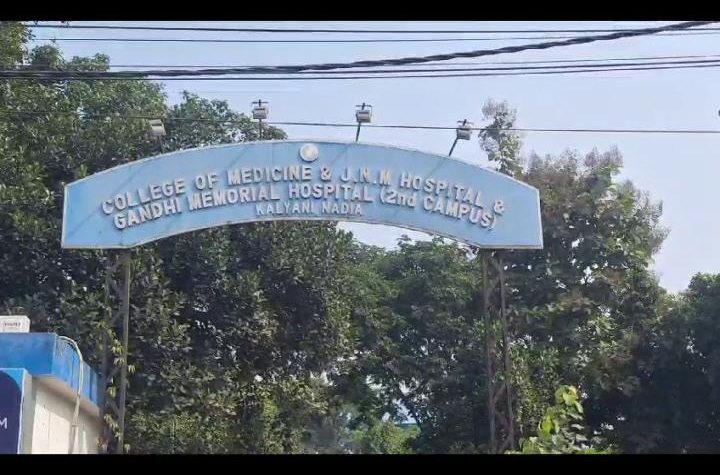 COLLEGE OF MEDICINE & J.N.M HOSPITAL &
GANDHI MEMORIAL HOSPITAL (2nd CAMPUS)
KALYANI NADIA
M